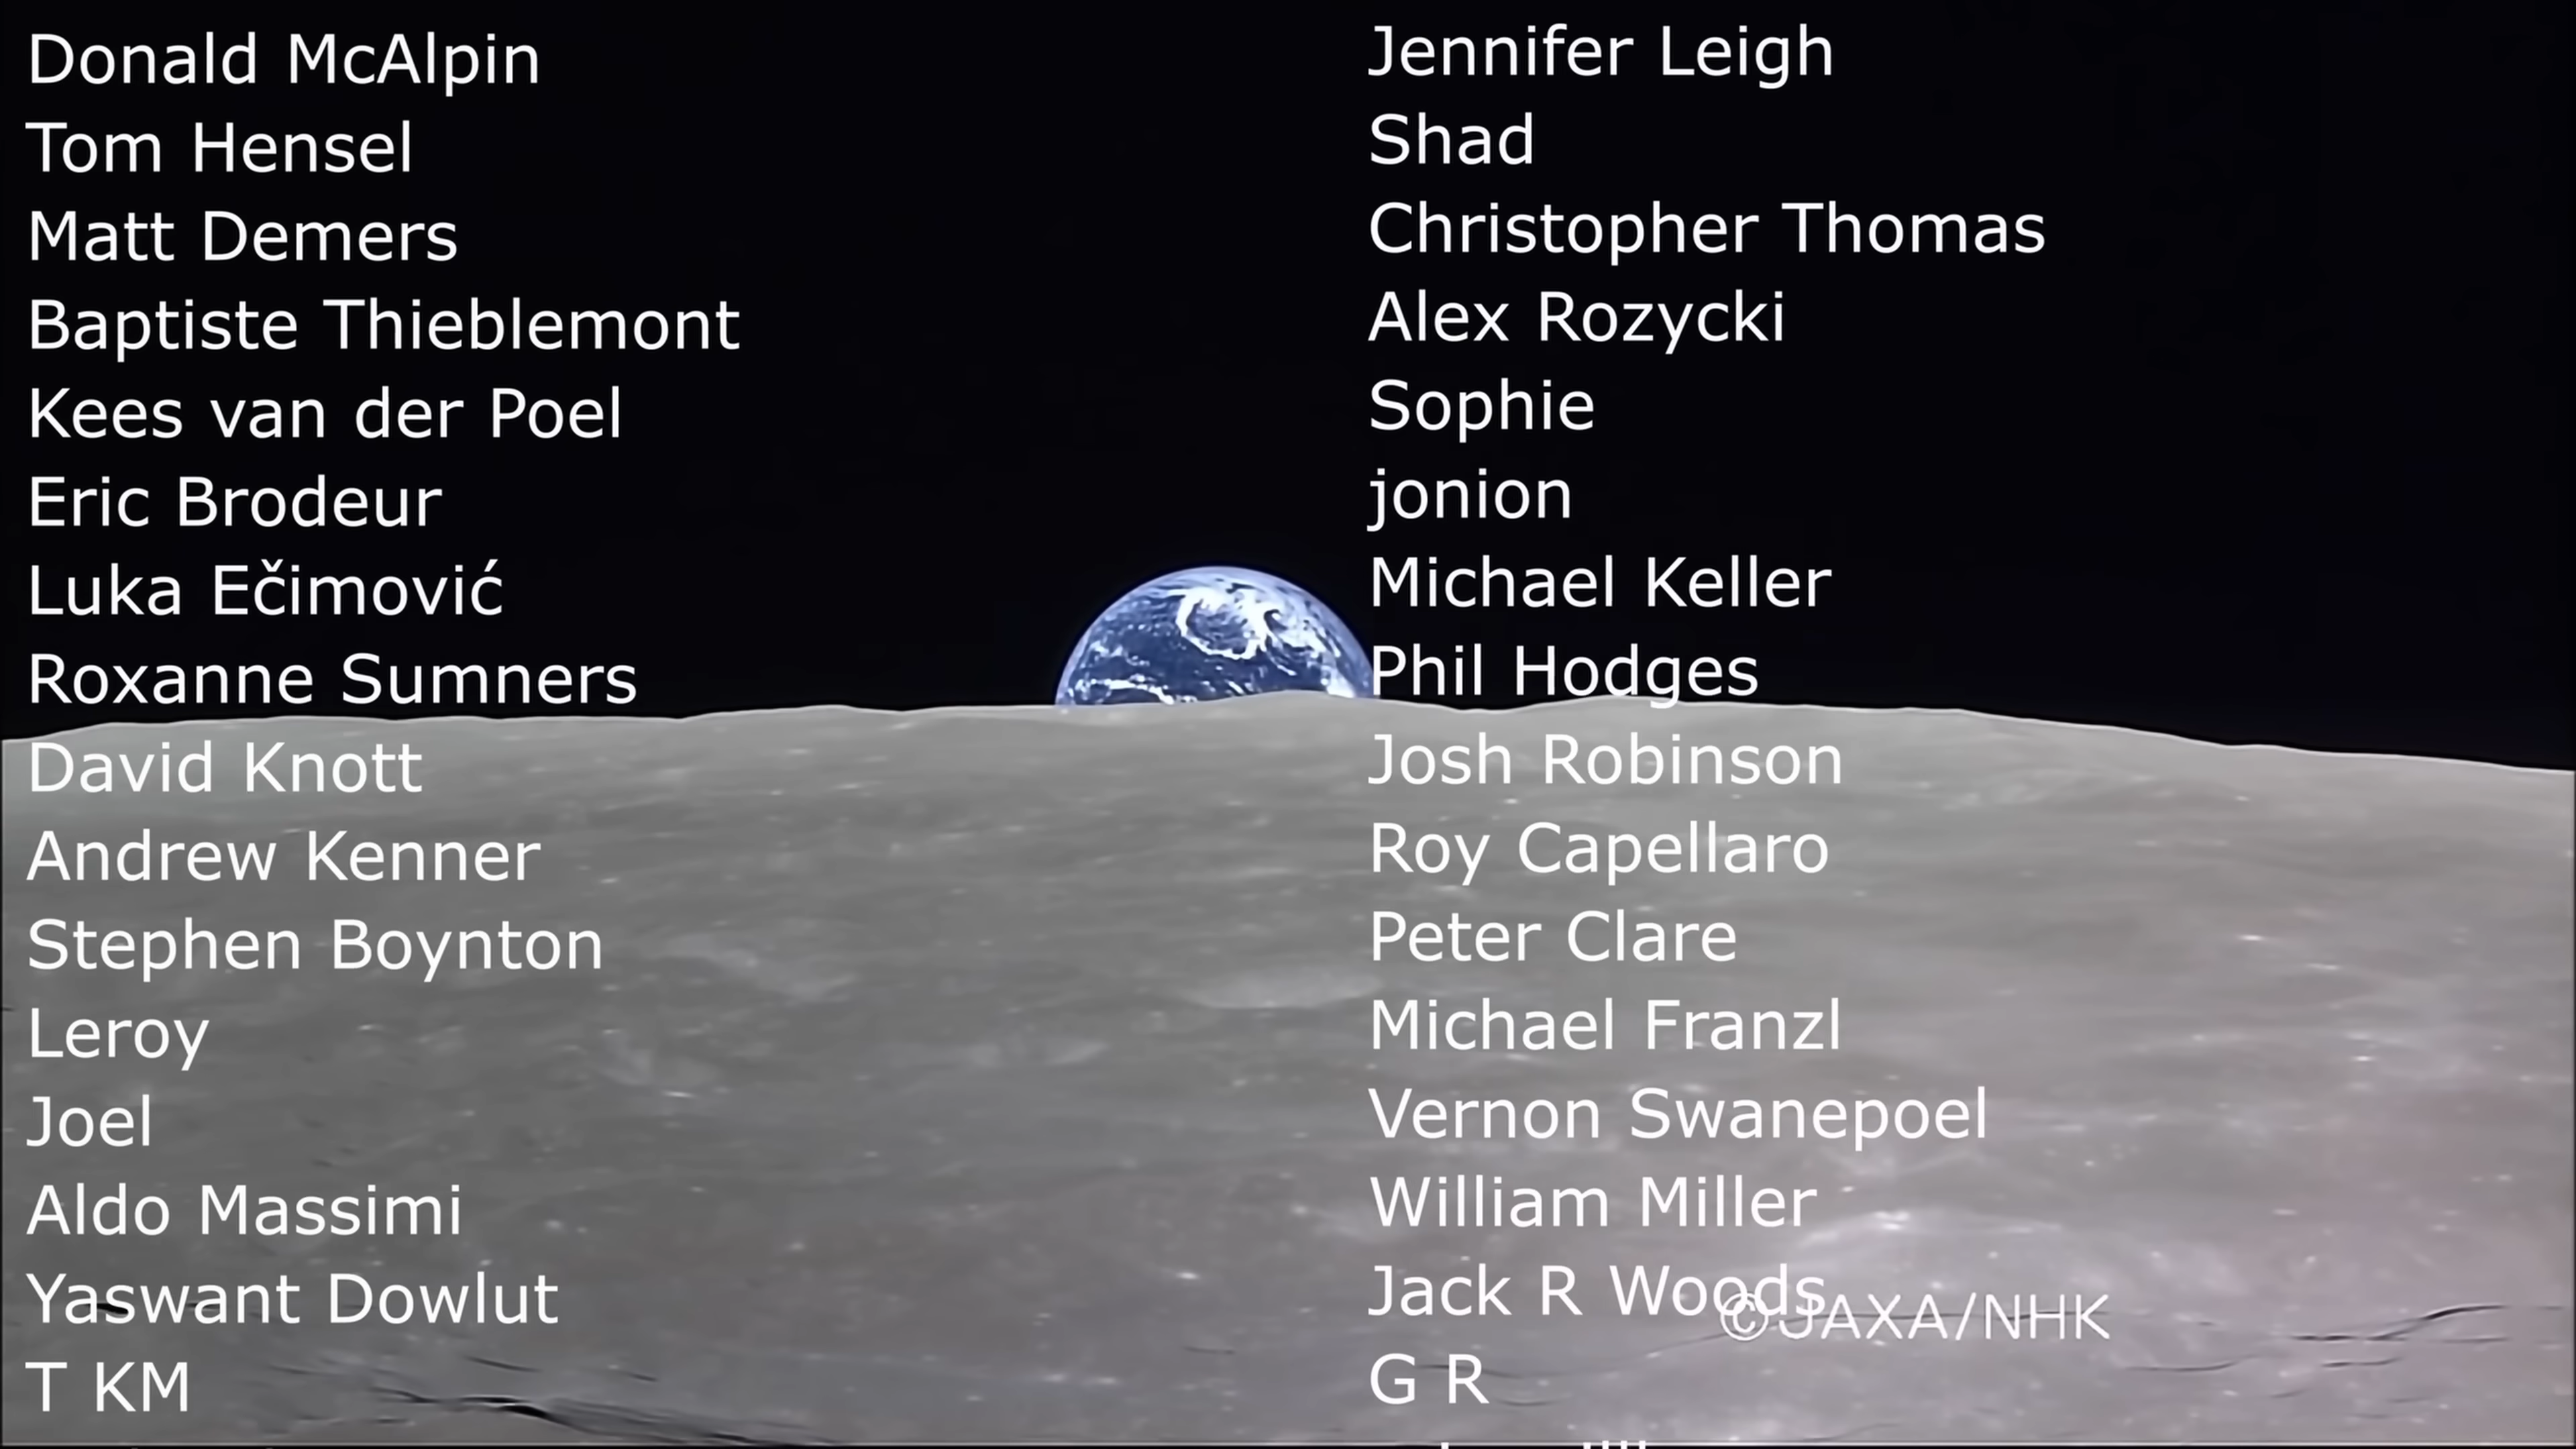 Donald McAlpin
Tom Hensel
Matt Demers
Baptiste Thieblemont
Kees van der Poel
Eric Brodeur
Luka Ečimović
Roxanne Sumners
David Knott
Andrew Kenner
Stephen Boynton
Leroy
Joel
Aldo Massimi
Yaswant Dowlut
T KM
Jennifer Leigh
Shad
Christopher Thomas
Alex Rozycki
Sophie
jonion
Michael Keller
Phil Hodges
Josh Robinson
Roy Capellaro
Peter Clare
Michael Franzl
Vernon Swanepoel
William Miller
Jack R Woods
©JAXA/NHK
G R